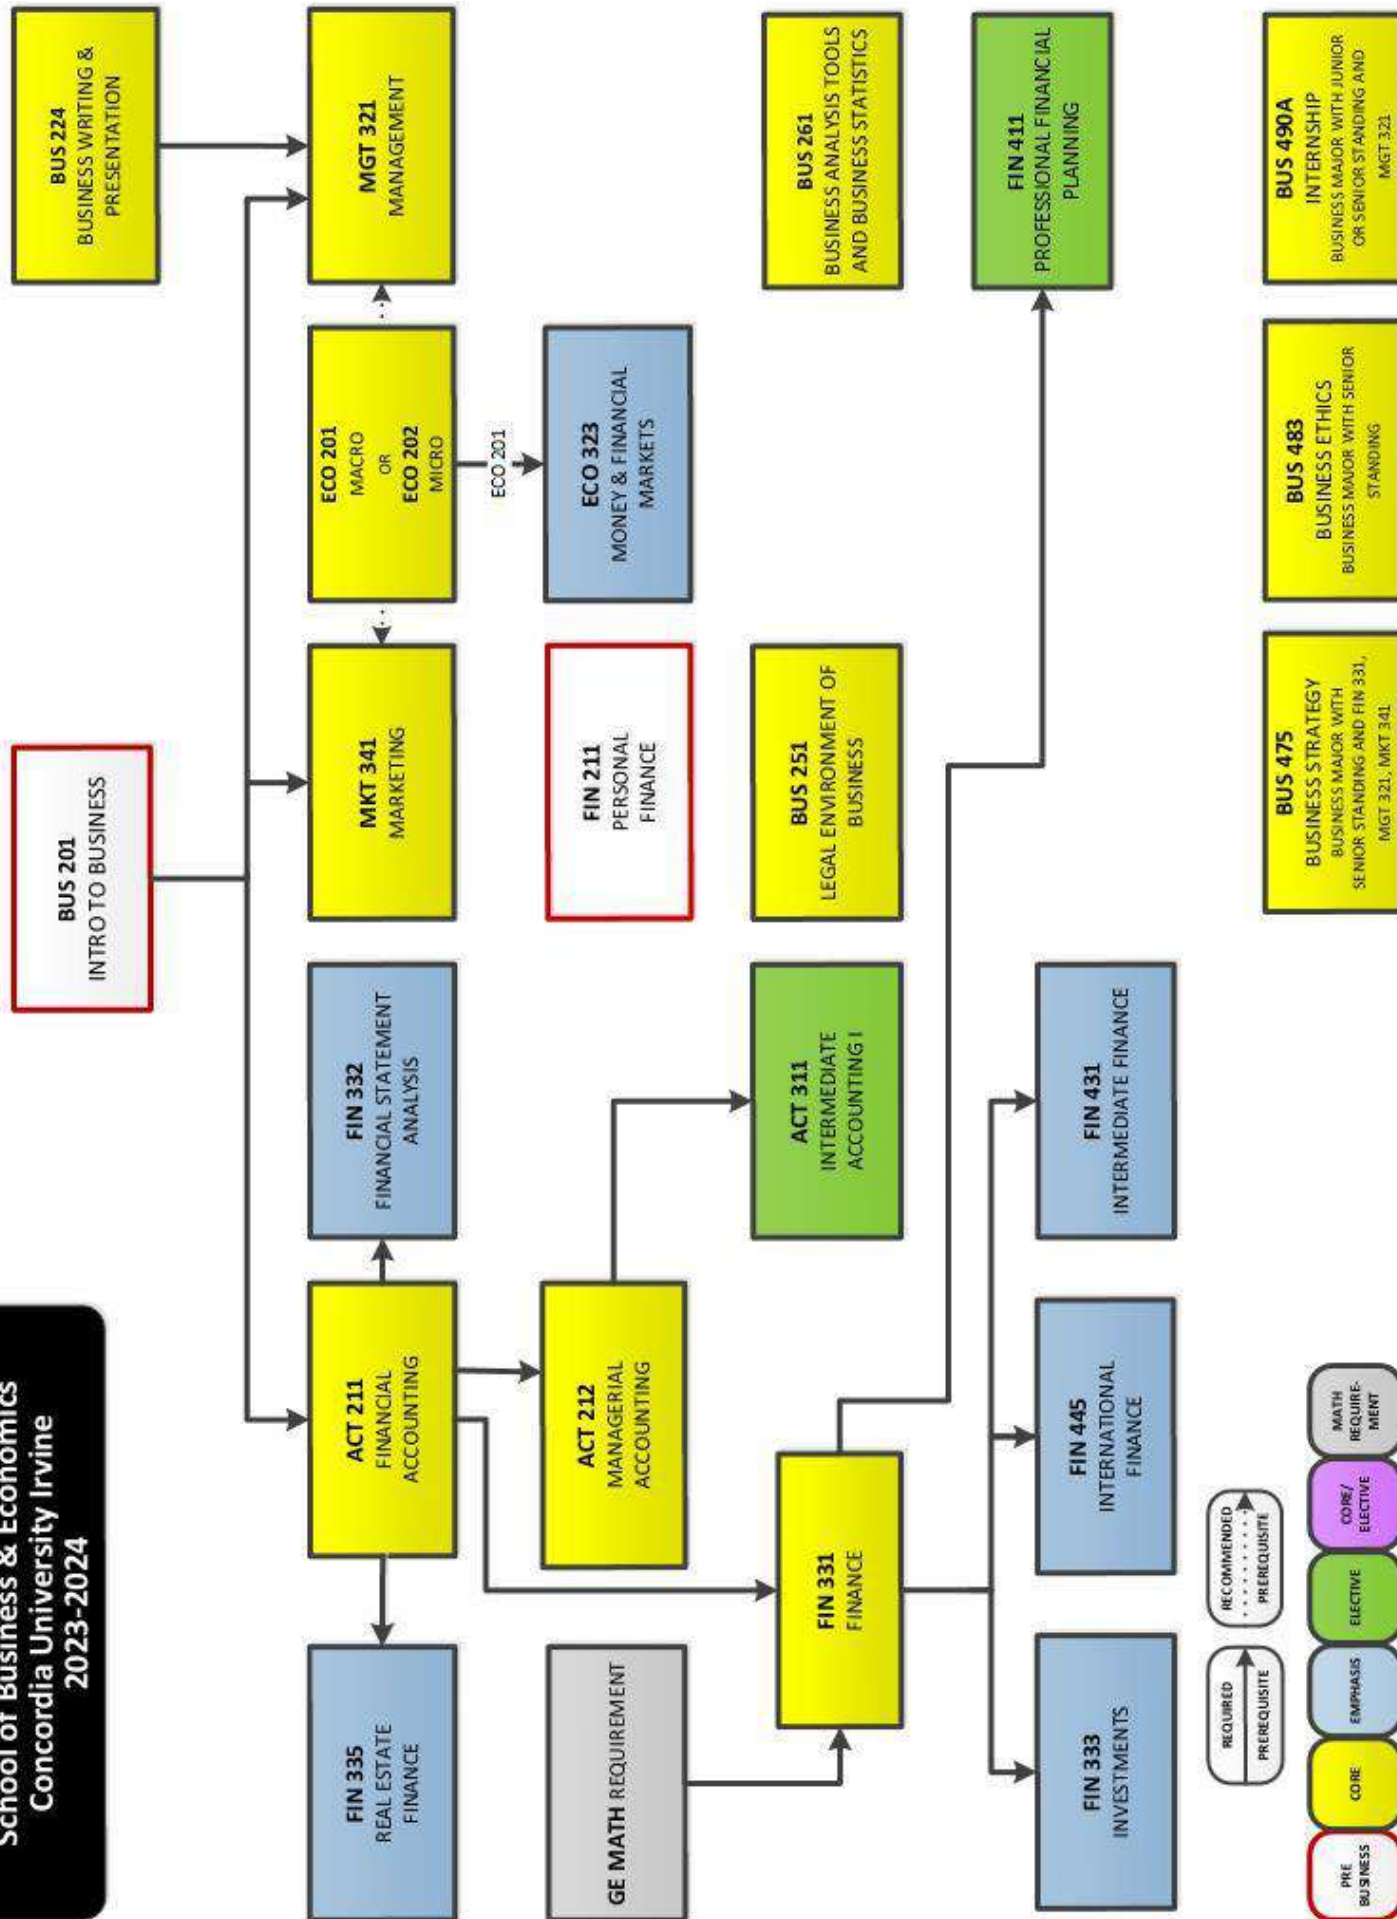 School of Business & Economics
Concordia University Irvine
2023-2024
BUS 201
INTRO TO BUSINESS
BUS 224
BUSINESS WRITING &
PRESENTATION
FIN 335
REAL ESTATE
FINANCE
ACT 211
FINANCIAL
ACCOUNTING
FIN 332
FINANCIAL STATEMENT
ANALYSIS
MKT 341
MARKETING
ECO 201
MACRO
OR
ECO 202
MICRO
MGT 321
MANAGEMENT
ECO 201
GE MATH REQUIREMENT
ACT 212
MANAGERIAL
ACCOUNTING
FIN 211
PERSONAL
FINANCE
ECO 323
MONEY & FINANCIAL
MARKETS
FIN 331
FINANCE
ACT 311
INTERMEDIATE
ACCOUNTING I
BUS 251
LEGAL ENVIRONMENT OF
BUSINESS
BUS 261
BUSINESS ANALYSIS TOOLS
AND BUSINESS STATISTICS
FIN 411
PROFESSIONAL FINANCIAL
PLANNING
FIN 333
INVESTMENTS
FIN 445
INTERNATIONAL
FINANCE
FIN 431
INTERMEDIATE FINANCE
REQUIRED
PREREQUISITE
RECOMMENDED
PREREQUISITE
BUS 475
BUSINESS STRATEGY
BUSINESS MAJOR WITH
SENIOR STANDING AND FIN 331,
MGT 321, MKT 341
BUS 483
BUSINESS ETHICS
BUSINESS MAJOR WITH SENIOR
STANDING
BUS 490A
INTERNSHIP
BUSINESS MAJOR WITH JUNIOR
OR SENIOR STANDING AND
MGT 321
PRE
BUSINESS
CORE
EMPHASIS
ELECTIVE
CORE/
ELECTIVE
MATH
REQUIRE-
MENT